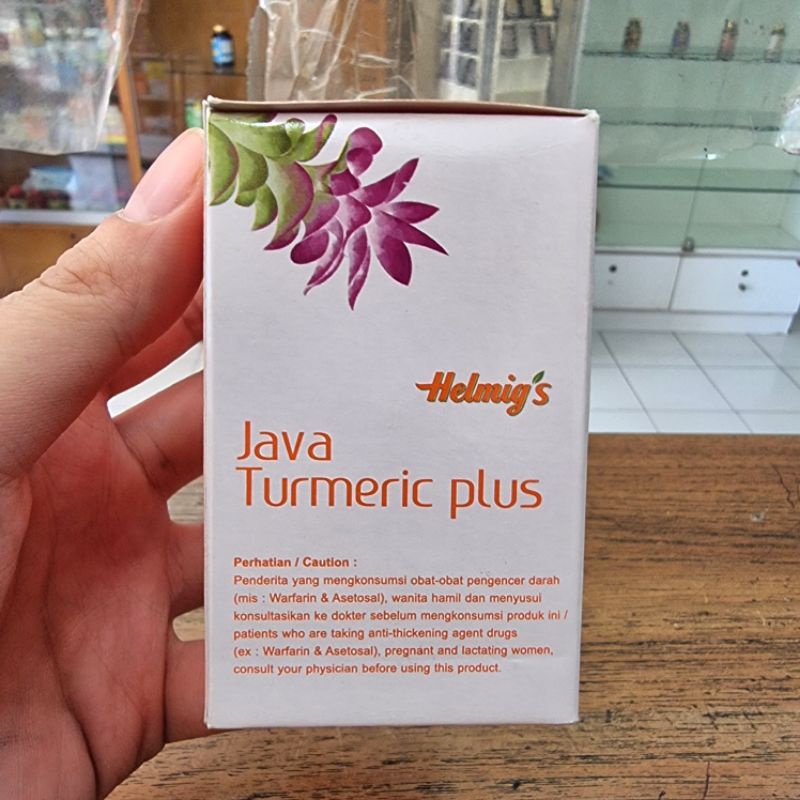 Helmig's
Java
Turmeric plus
Perhatian / Caution :
Penderita yang mengkonsumsi obat-obat pengencer darah
(mis : Warfarin & Asetosal), wanita hamil dan menyusui
konsultasikan ke dokter sebelum mengkonsumsi produk ini /
patients who are taking anti-thickening agent drugs
(ex : Warfarin & Asetosal), pregnant and lactating women,
consult your physician before using this product.